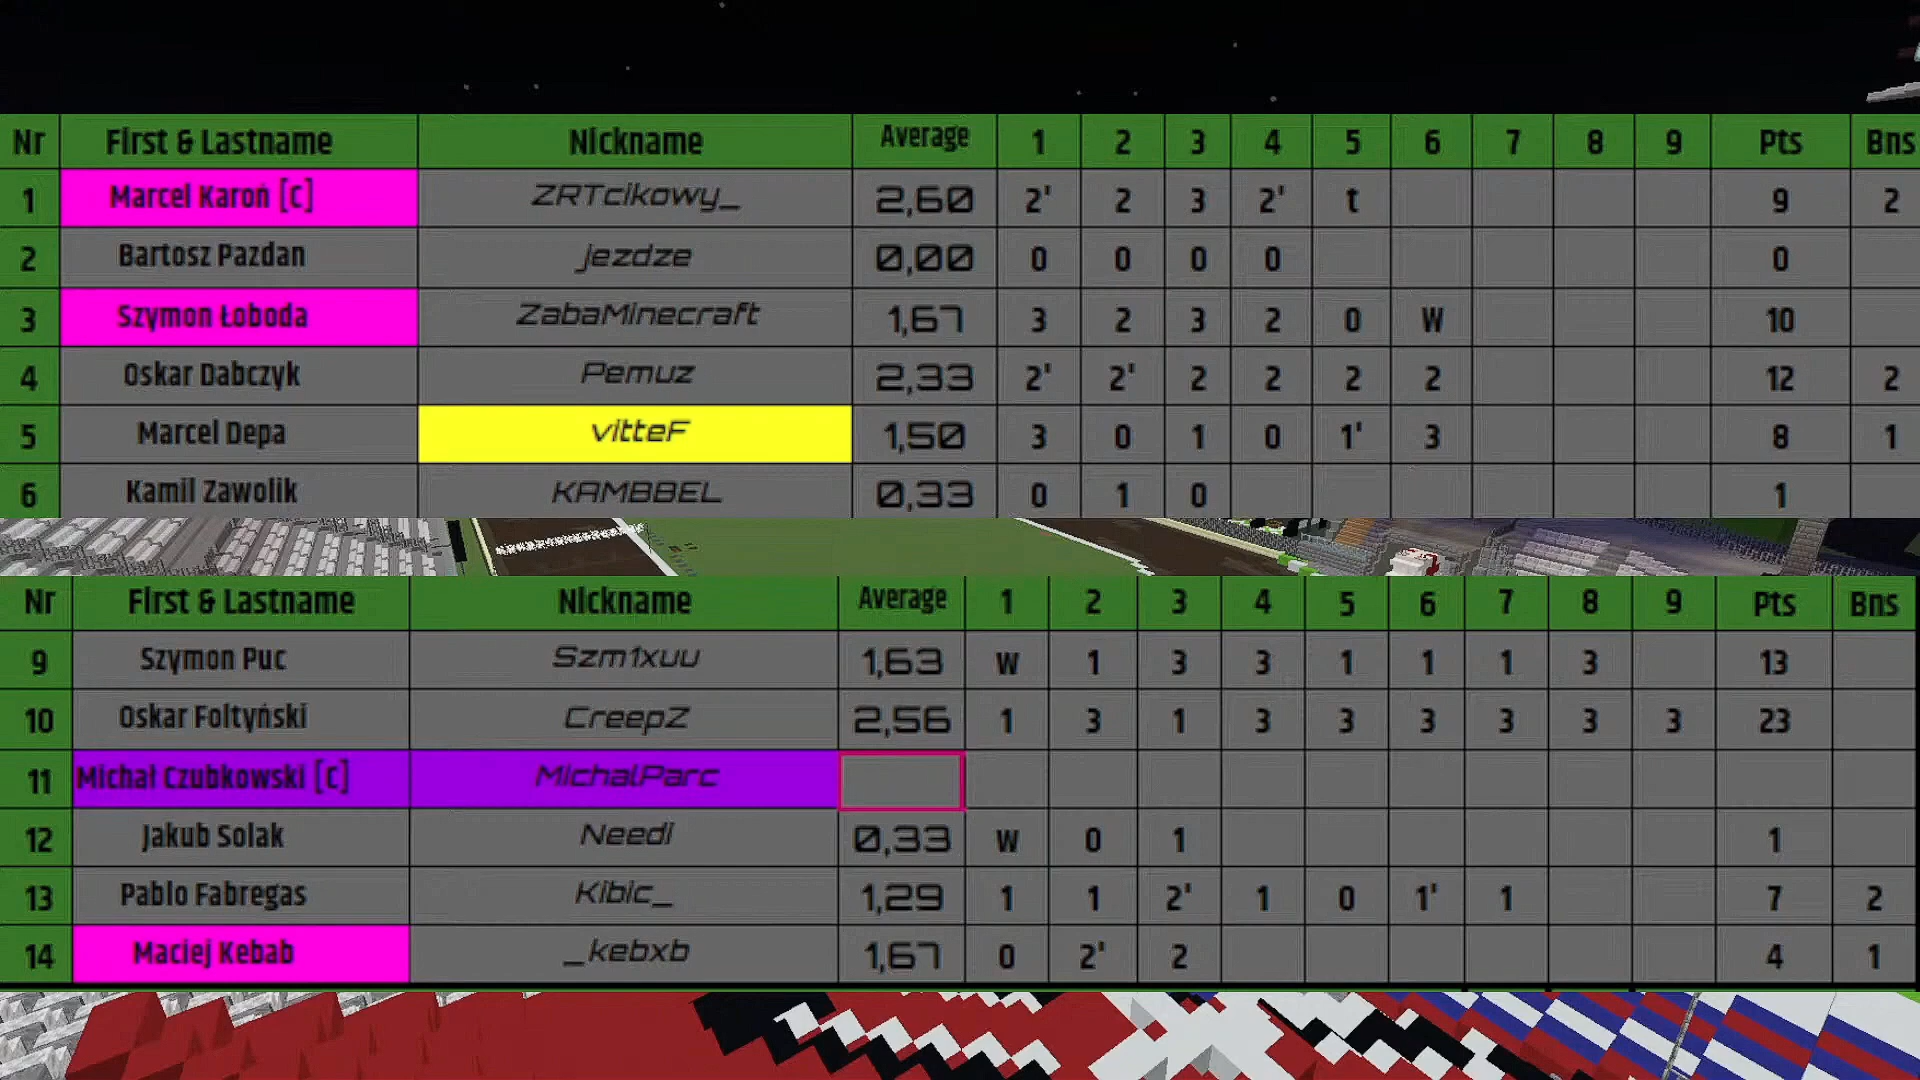 Nr First & Lastname Nickname Average 1 2 3 4 5 6 7 8 9 Pts Bns
1 Marcel Karoń [C] ZRTcikowy_ 2,60 2' 2 3 2' t 9 2
2 Bartosz Pazdan jezdze 0,00 0 0 0 0 0
3 Szymon Łoboda ZabaMinecraft 1,67 3 2 3 2 0 W 10
4 Oskar Dabczyk Pemuz 2,33 2' 2' 2 2 2 2 12 2
5 Marcel Depa vitteF 1,50 3 0 1 0 1' 3 8 1
6 Kamil Zawolik KAMBBEL 0,33 0 1 0 1
Nr First & Lastname Nickname Average 1 2 3 4 5 6 7 8 9 Pts Bns
9 Szymon Puc Szm1xuu 1,63 W 1 3 3 1 1 1 3 13
10 Oskar Foltyński CreepZ 2,56 1 3 1 3 3 3 3 3 3 23
11 Michał Czubkowski [C] MichalParc
12 Jakub Solak Needi 0,33 W 0 1 1
13 Pablo Fabregas Kibic_ 1,29 1 1 2' 1 0 1' 1 7 2
14 Maciej Kebab _kebxb 1,67 0 2' 2 4 1